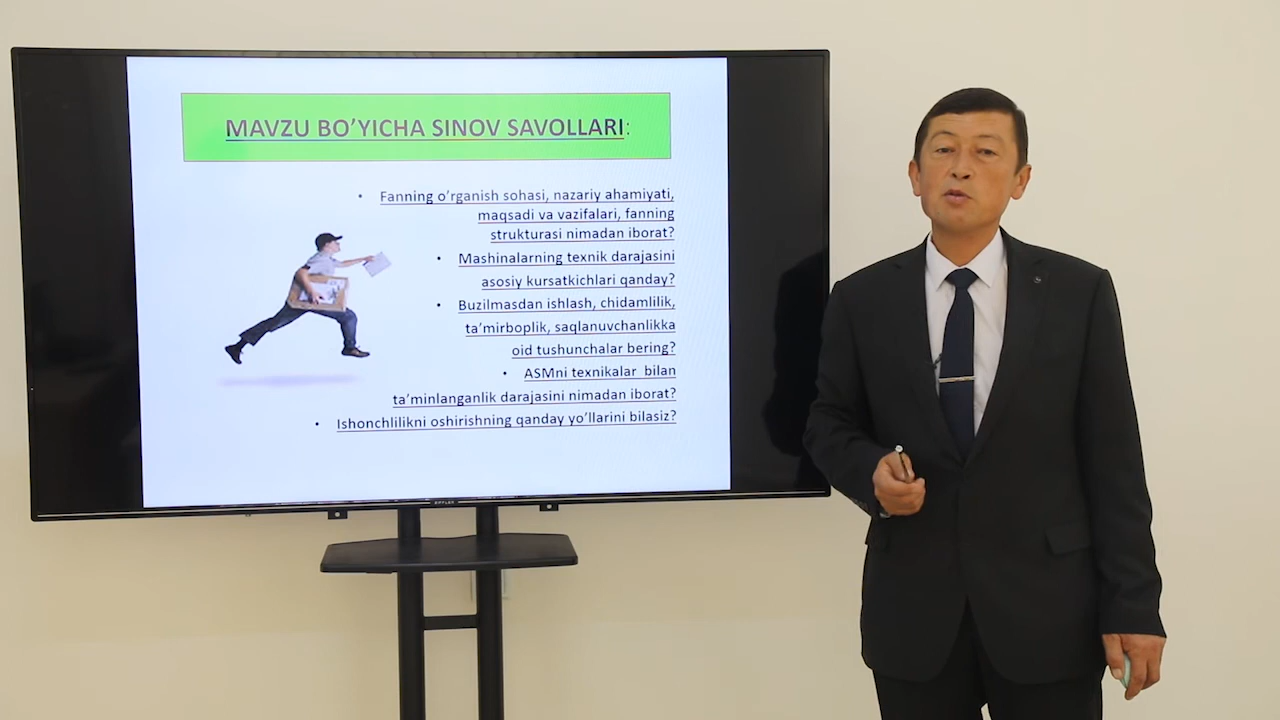 MAVZU BO’YICHA SINOV SAVOLLARI:
• Fanning o’rganish sohasi, nazariy ahamiyati,
maqsadi va vazifalari, fanning
strukturasi nimadan iborat?
• Mashinalarning texnik darajasini
asosiy kursatkichlari qanday?
• Buzilmasdan ishlash, chidamlilik,
ta’mirboplik, saqlanuvchanlikka
oid tushunchalar bering?
• ASMni texnikalar bilan
ta’minlanganlik darajasini nimadan iborat?
• Ishonchlilikni oshirishning qanday yo’llarini bilasiz?